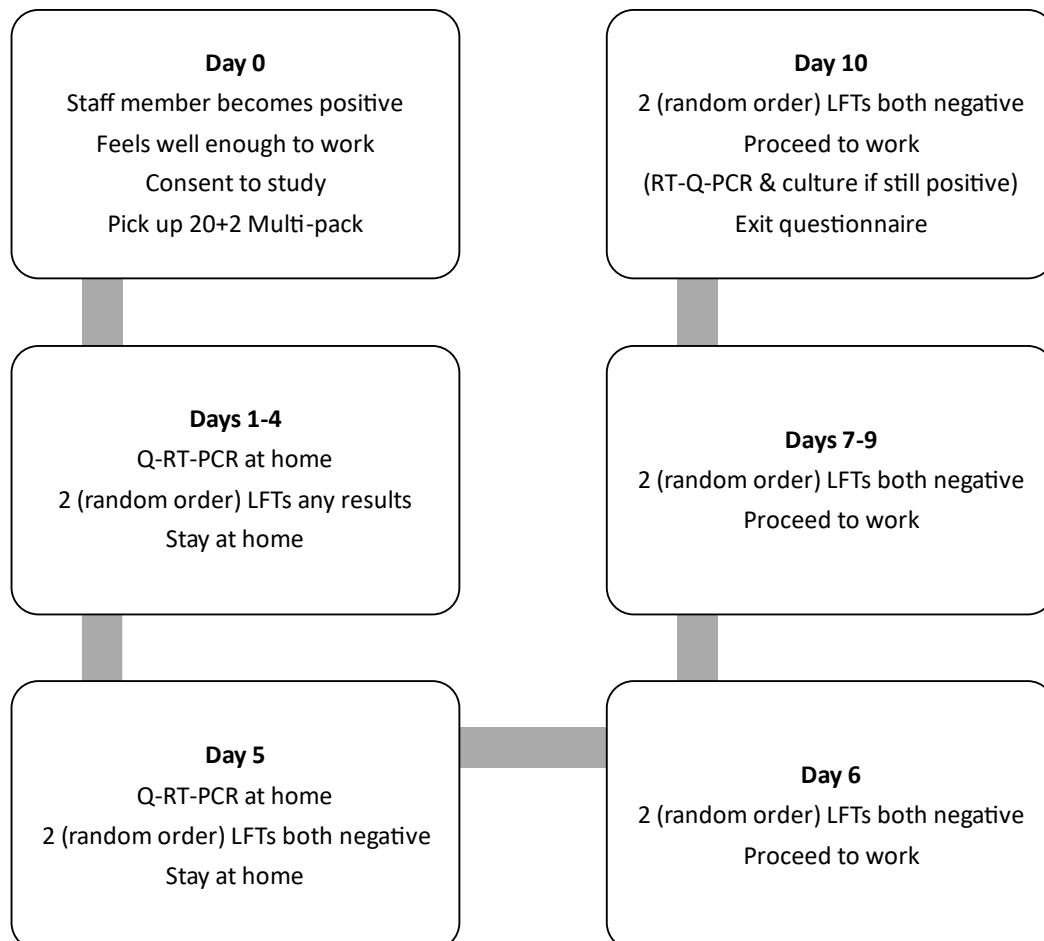 Day 0
Staff member becomes positive
Feels well enough to work
Consent to study
Pick up 20+2 Multi-pack
Days 1-4
Q-RT-PCR at home
2 (random order) LFTs any results
Stay at home
Day 5
Q-RT-PCR at home
2 (random order) LFTs both negative
Stay at home
Day 6
2 (random order) LFTs both negative
Proceed to work
Days 7-9
2 (random order) LFTs both negative
Proceed to work
Day 10
2 (random order) LFTs both negative
Proceed to work
(RT-Q-PCR & culture if still positive)
Exit questionnaire